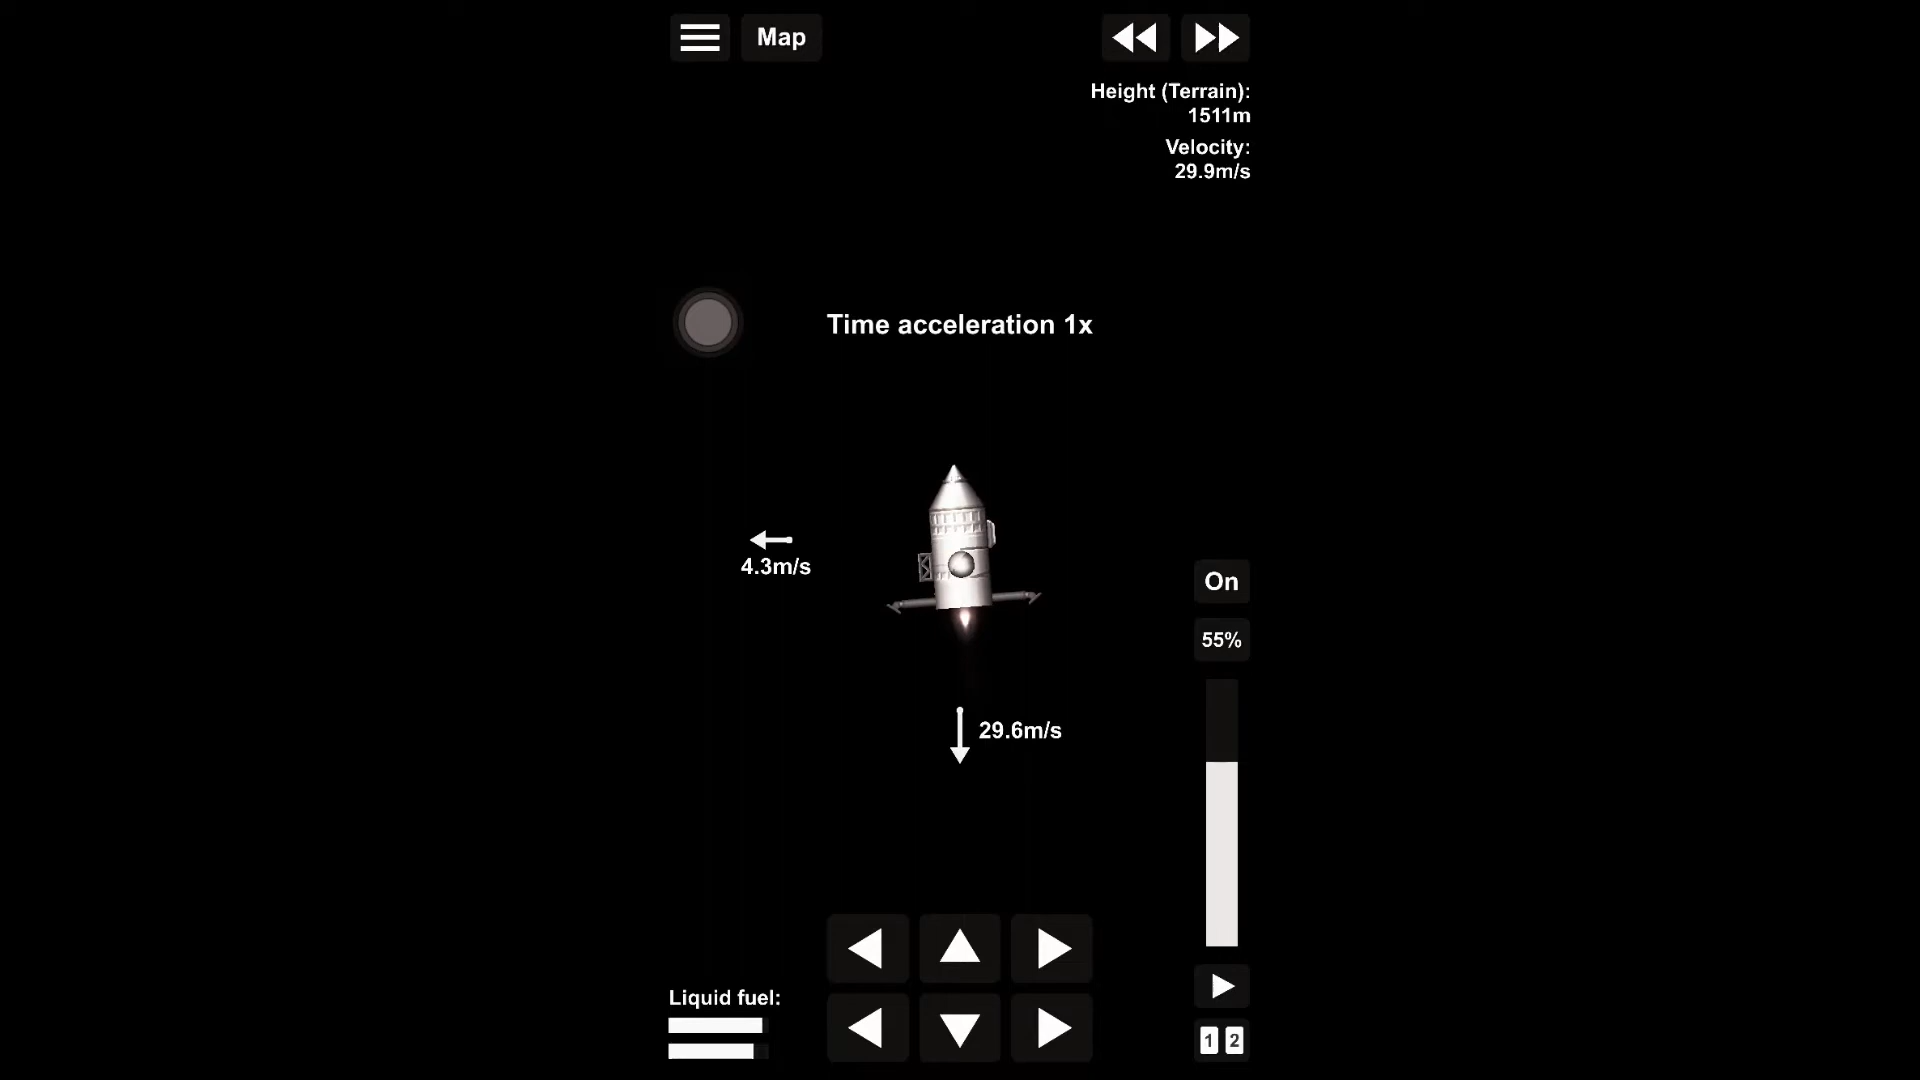 Map
Height (Terrain):
1511m
Velocity:
29.9m/s
Time acceleration 1x
4.3m/s
29.6m/s
On
55%
Liquid fuel:
1 2